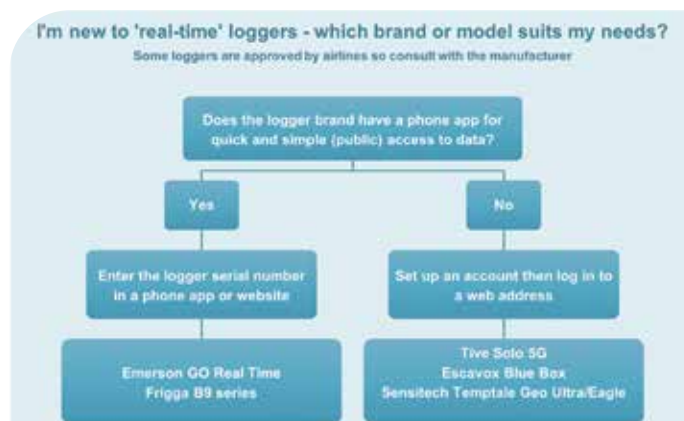 I'm new to 'real-time' loggers - which brand or model suits my needs?
Some loggers are approved by airlines so consult with the manufacturer
Does the logger brand have a phone app for
quick and simple (public) access to data?
Yes
No
Enter the logger serial number
in a phone app or website
Set up an account then log in to
a web address
Emerson GO Real Time
Frigga B9 series
Tive Solo 5G
Escavox Blue Box
Sensitech Temptale Geo Ultra/Eagle